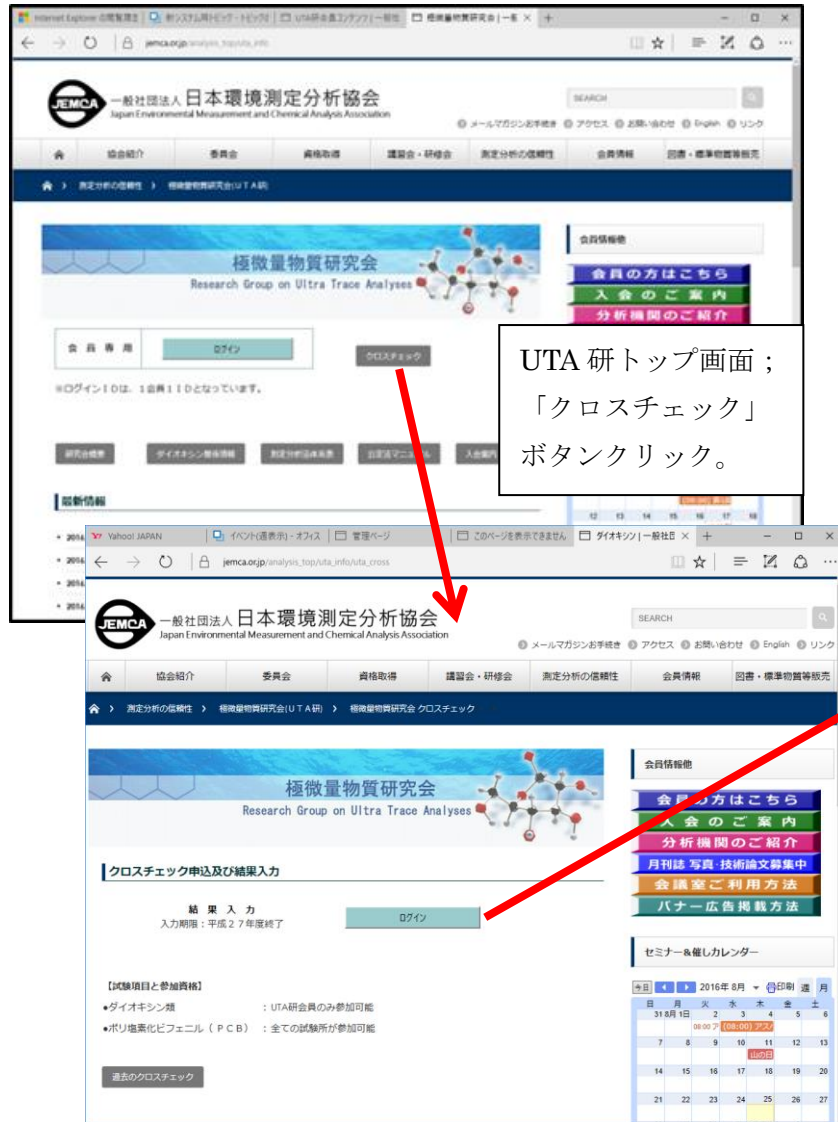 新システム用トピック - トピック
UTA研会員コンテンツ | 一般社
極微量物質研究会 | 一般
jemca.or.jp/analysis_top/uta_info
JEMCA
一般社団法人 日本環境測定分析協会
Japan Environmental Measurement and Chemical Analysis Association
SEARCH
メールマガジンお手続き アクセス お問い合わせ English リンク
協会紹介 委員会 資格取得 講習会・研修会 測定分析の信頼性 会員情報 図書・標準物質等販売
測定分析の信頼性 › 極微量物質研究会(UTA研)
極微量物質研究会
Research Group on Ultra Trace Analyses
会員情報他
会員の方はこちら
入会のご案内
分析機関のご紹介
会員専用 ログイン クロスチェック
※ログインIDは、1会員1IDとなっています。
UTA 研トップ画面；
「クロスチェック」
ボタンクリック。
研究会概要 ダイオキシン類関係情報
入会案内
最新情報
12 13 14 15 16 17 18
2016
2016
2016
2016
Yahoo! JAPAN イベント(週表示) - オフィス 管理ページ このページを表示できません ダイオキシン | 一般社団
jemca.or.jp/analysis_top/uta_info/uta_cross
JEMCA
一般社団法人 日本環境測定分析協会
Japan Environmental Measurement and Chemical Analysis Association
SEARCH
メールマガジンお手続き アクセス お問い合わせ English リンク
協会紹介 委員会 資格取得 講習会・研修会 測定分析の信頼性 会員情報 図書・標準物質等販売
› 測定分析の信頼性 › 極微量物質研究会(UTA研) › 極微量物質研究会 クロスチェック
極微量物質研究会
Research Group on Ultra Trace Analyses
会員情報他
会員の方はこちら
入会のご案内
分析機関のご紹介
月刊誌 写真・技術論文募集中
会議室ご利用方法
バナー広告掲載方法
クロスチェック申込及び結果入力
結果入力
入力期限：平成27年度終了
ログイン
セミナー&催しカレンダー
今日 2016年 8月 印刷 週 月
日 月 火 水 木 金 土
31 8月 1日 2 3 4 5 6
08:00 ア (08:00) アス
7 8 9 10 11 12 13
山の日
14 15 16 17 18 19 20
21 22 23 24 25 26 27
【試験項目と参加資格】
●ダイオキシン類 ：UTA研会員のみ参加可能
●ポリ塩素化ビフェニル（PCB） ：全ての試験所が参加可能
過去のクロスチェック